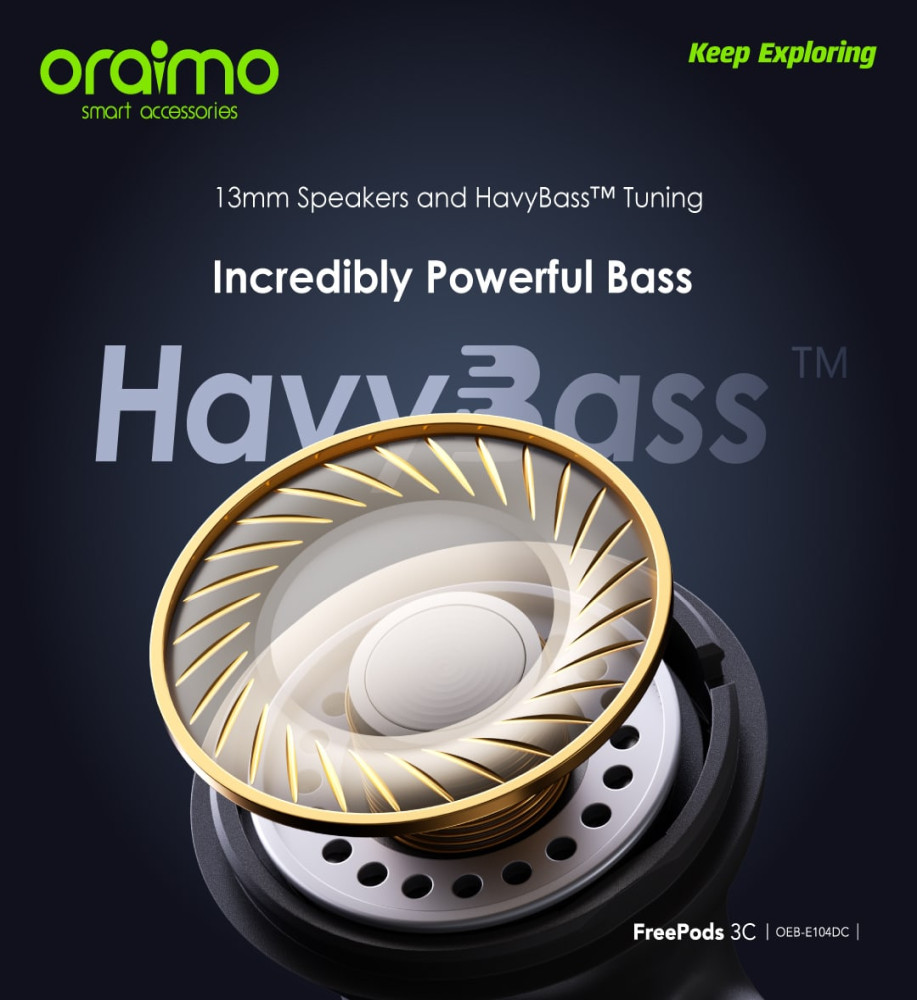 oraimo
smart accessories
Keep Exploring
13mm Speakers and HavyBass™ Tuning
Incredibly Powerful Bass
HavyBass™
FreePods 3C | OEB-E104DC |